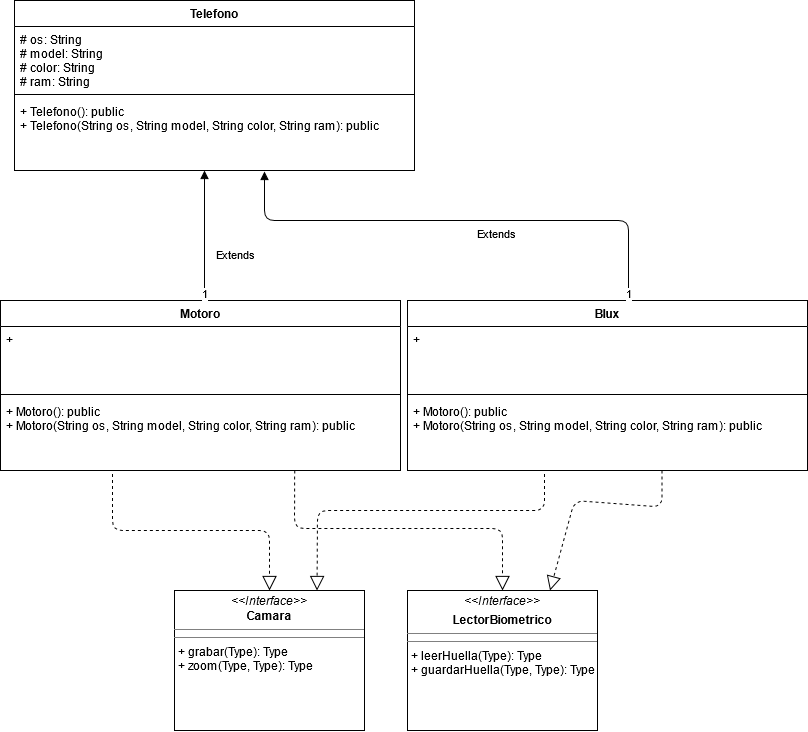 Telefono
# os: String
# model: String
# color: String
# ram: String
+ Telefono(): public
+ Telefono(String os, String model, String color, String ram): public
Extends
Extends
1
1
Motoro
+
+ Motoro(): public
+ Motoro(String os, String model, String color, String ram): public
Blux
+
+ Motoro(): public
+ Motoro(String os, String model, String color, String ram): public
<<Interface>>
Camara
+ grabar(Type): Type
+ zoom(Type, Type): Type
<<Interface>>
LectorBiometrico
+ leerHuella(Type): Type
+ guardarHuella(Type, Type): Type